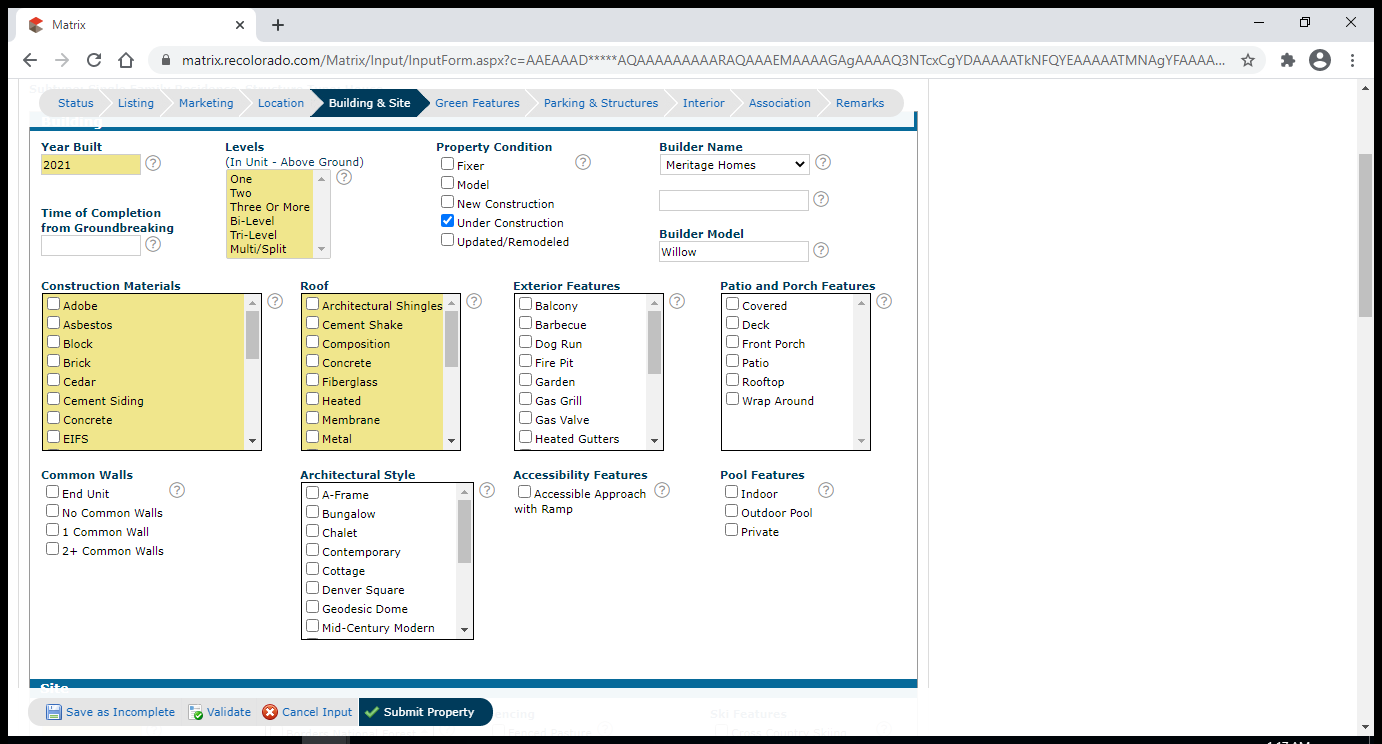 Matrix
matrix.recolorado.com/Matrix/Input/InputForm.aspx?c=AAEAAAD*****AQAAAAAAAAARAQAAAEMAAAAGAgAAAAQ3NTcxCgYDAAAAATkNFQYEAAAAATMNAgYFAAAA...
Status Listing Marketing Location Building & Site Green Features Parking & Structures Interior Association Remarks
Building
Year Built
2021
Time of Completion
from Groundbreaking
Levels
(In Unit - Above Ground)
One
Two
Three Or More
Bi-Level
Tri-Level
Multi/Split
Property Condition
Fixer
Model
New Construction
Under Construction
Updated/Remodeled
Builder Name
Meritage Homes
Builder Model
Willow
Construction Materials
Adobe
Asbestos
Block
Brick
Cedar
Cement Siding
Concrete
EIFS
Roof
Architectural Shingles
Cement Shake
Composition
Concrete
Fiberglass
Heated
Membrane
Metal
Exterior Features
Balcony
Barbecue
Dog Run
Fire Pit
Garden
Gas Grill
Gas Valve
Heated Gutters
Patio and Porch Features
Covered
Deck
Front Porch
Patio
Rooftop
Wrap Around
Common Walls
End Unit
No Common Walls
1 Common Wall
2+ Common Walls
Architectural Style
A-Frame
Bungalow
Chalet
Contemporary
Cottage
Denver Square
Geodesic Dome
Mid-Century Modern
Accessibility Features
Accessible Approach
with Ramp
Pool Features
Indoor
Outdoor Pool
Private
Site
Save as Incomplete Validate Cancel Input Submit Property
Ski Features